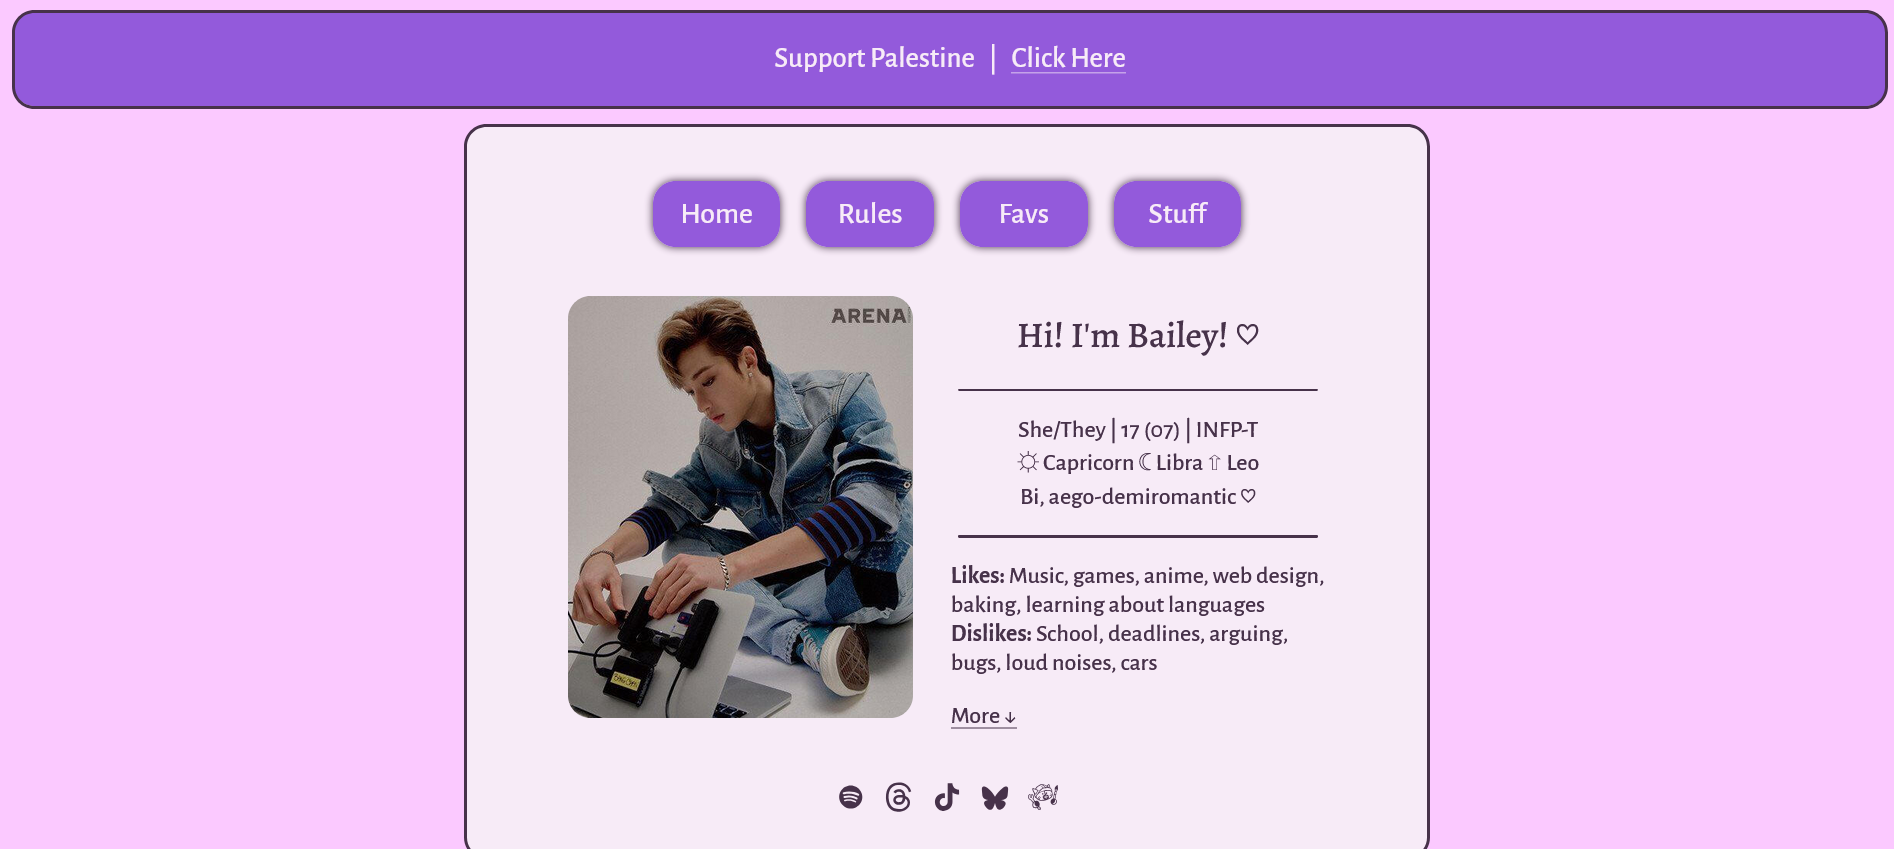 Support Palestine | Click Here
Home Rules Favs Stuff
ARENA
Hi! I'm Bailey! ♡
She/They | 17 (07) | INFP-T
☼ Capricorn ☾ Libra ⇧ Leo
Bi, aego-demiromantic ♡
Likes: Music, games, anime, web design,
baking, learning about languages
Dislikes: School, deadlines, arguing,
bugs, loud noises, cars
More ↓